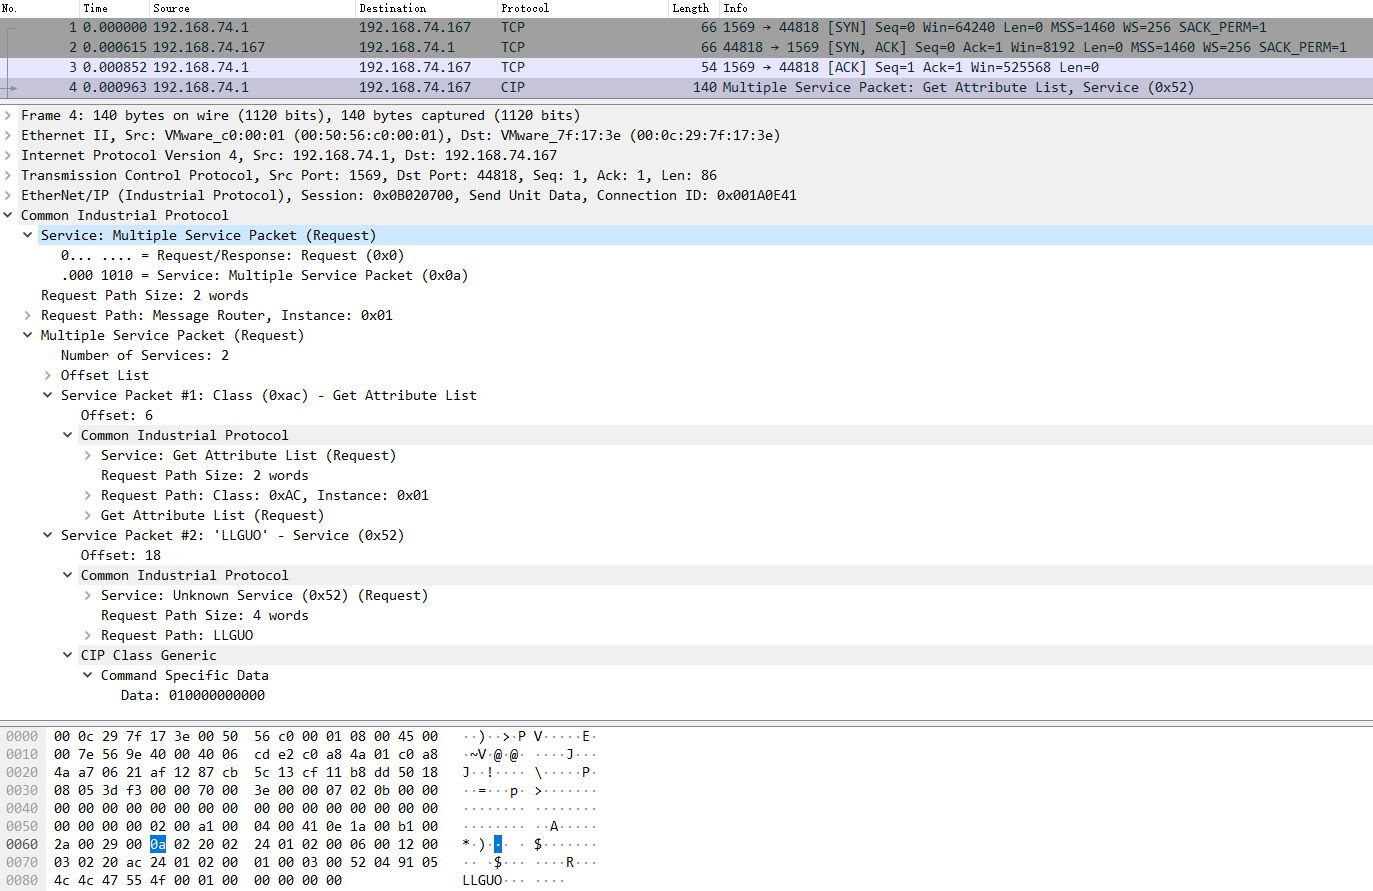 No. Time Source Destination Protocol Length Info
1 0.000000 192.168.74.1 192.168.74.167 TCP 66 1569 → 44818 [SYN] Seq=0 Win=64240 Len=0 MSS=1460 WS=256 SACK_PERM=1
2 0.000615 192.168.74.167 192.168.74.1 TCP 66 44818 → 1569 [SYN, ACK] Seq=0 Ack=1 Win=8192 Len=0 MSS=1460 WS=256 SACK_PERM=1
3 0.000852 192.168.74.1 192.168.74.167 TCP 54 1569 → 44818 [ACK] Seq=1 Ack=1 Win=525568 Len=0
4 0.000963 192.168.74.1 192.168.74.167 CIP 140 Multiple Service Packet: Get Attribute List, Service (0x52)
Frame 4: 140 bytes on wire (1120 bits), 140 bytes captured (1120 bits)
Ethernet II, Src: VMware_c0:00:01 (00:50:56:c0:00:01), Dst: VMware_7f:17:3e (00:0c:29:7f:17:3e)
Internet Protocol Version 4, Src: 192.168.74.1, Dst: 192.168.74.167
Transmission Control Protocol, Src Port: 1569, Dst Port: 44818, Seq: 1, Ack: 1, Len: 86
EtherNet/IP (Industrial Protocol), Session: 0x0B020700, Send Unit Data, Connection ID: 0x001A0E41
Common Industrial Protocol
Service: Multiple Service Packet (Request)
0... .... = Request/Response: Request (0x0)
.000 1010 = Service: Multiple Service Packet (0x0a)
Request Path Size: 2 words
Request Path: Message Router, Instance: 0x01
Multiple Service Packet (Request)
Number of Services: 2
Offset List
Service Packet #1: Class (0xac) - Get Attribute List
Offset: 6
Common Industrial Protocol
Service: Get Attribute List (Request)
Request Path Size: 2 words
Request Path: Class: 0xAC, Instance: 0x01
Get Attribute List (Request)
Service Packet #2: 'LLGUO' - Service (0x52)
Offset: 18
Common Industrial Protocol
Service: Unknown Service (0x52) (Request)
Request Path Size: 4 words
Request Path: LLGUO
CIP Class Generic
Command Specific Data
Data: 010000000000
0000 00 0c 29 7f 17 3e 00 50 56 c0 00 01 08 00 45 00 ··)··>·P V·····E·
0010 00 7e 56 9e 40 00 40 06 cd e2 c0 a8 4a 01 c0 a8 ·~V·@·@· ····J···
0020 4a a7 06 21 af 12 87 cb 5c 13 cf 11 b8 dd 50 18 J··!···· \·····P·
0030 08 05 3d f3 00 00 70 00 3e 00 00 07 02 0b 00 00 ··=···p· >·······
0040 00 00 00 00 00 00 00 00 00 00 00 00 00 00 00 00 ········ ········
0050 00 00 00 00 02 00 a1 00 04 00 41 0e 1a 00 b1 00 ········ ··A·····
0060 2a 00 29 00 0a 02 20 02 24 01 02 00 06 00 12 00 *·)··· · $·······
0070 03 02 20 ac 24 01 02 00 01 00 03 00 52 04 91 05 ·· ·$··· ····R···
0080 4c 4c 47 55 4f 00 01 00 00 00 00 00 LLGUO··· ····